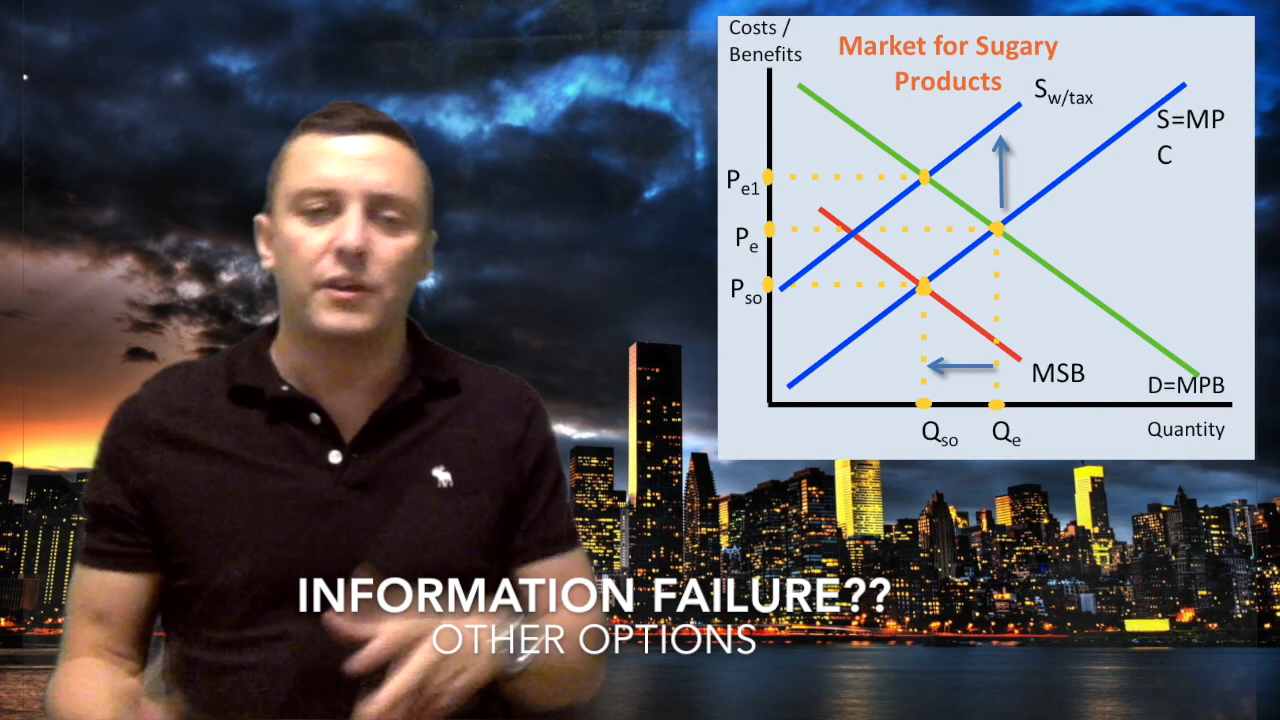 Costs /
Benefits
Market for Sugary
Products
Sw/tax
S=MP
C
Pe1
Pe
Pso
MSB
D=MPB
Qso
Qe
Quantity
INFORMATION FAILURE??
OTHER OPTIONS